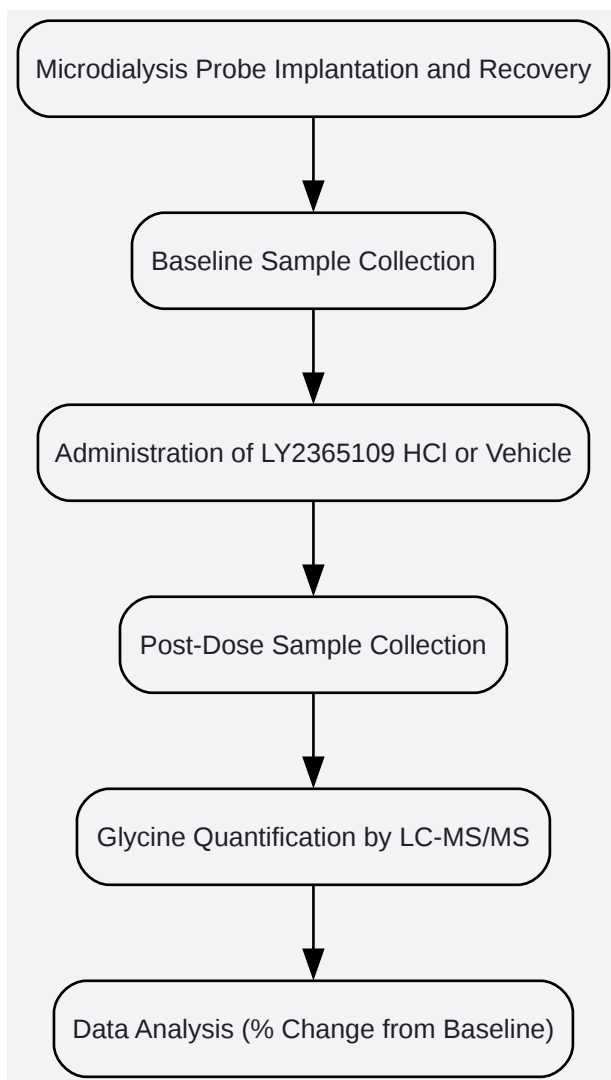 Microdialysis Probe Implantation and Recovery
Baseline Sample Collection
Administration of LY2365109 HCl or Vehicle
Post-Dose Sample Collection
Glycine Quantification by LC-MS/MS
Data Analysis (% Change from Baseline)